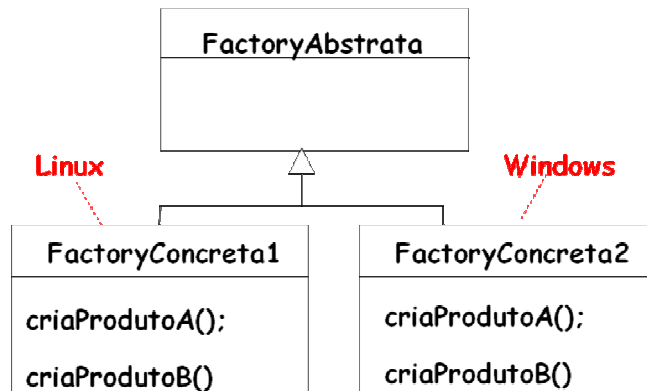 FactoryAbstrata
Linux
Windows
FactoryConcreta1
criaProdutoA();
criaProdutoB()
FactoryConcreta2
criaProdutoA();
criaProdutoB()